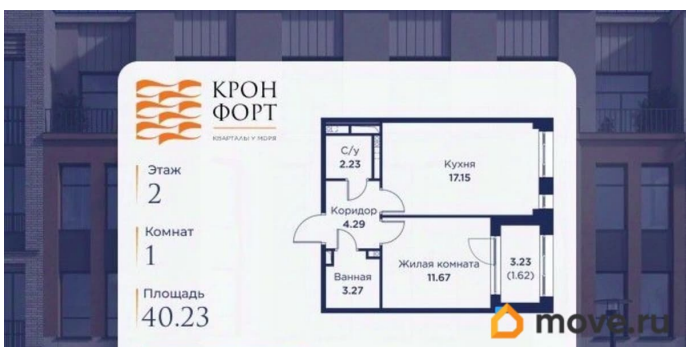 КРОН
ФОРТ
КВАРТАЛЫ У МОРЯ
Этаж
2
Комнат
1
Площадь
40.23
С/у
2.23
Кухня
17.15
Коридор
4.29
Жилая комната
11.67
3.23
(1.62)
Ванная
3.27
move.ru